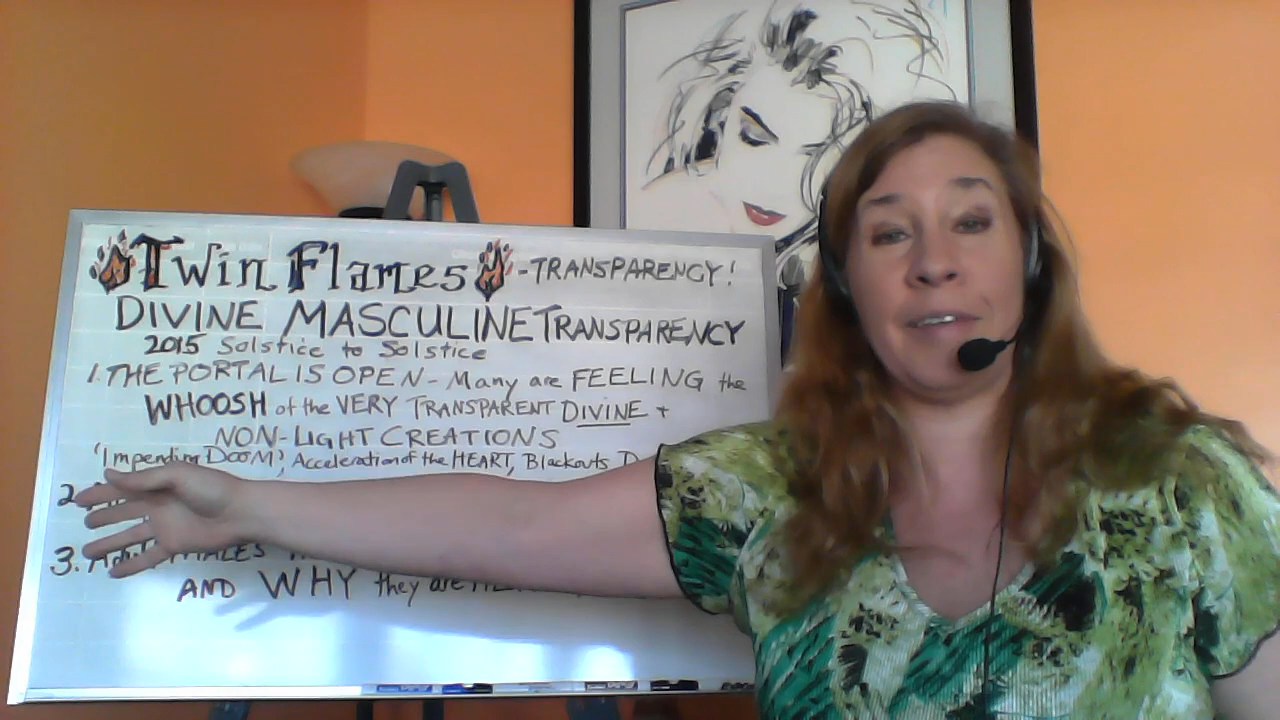 Twin Flames - TRANSPARENCY!
DIVINE MASCULINE TRANSPARENCY
2015 Solstice to Solstice
1. THE PORTAL IS OPEN - Many are FEELING the
WHOOSH of the VERY TRANSPARENT DIVINE +
NON-LIGHT CREATIONS
'Impending DOOM', Acceleration of the HEART, Blackouts
2.
3. MALES
AND WHY they are